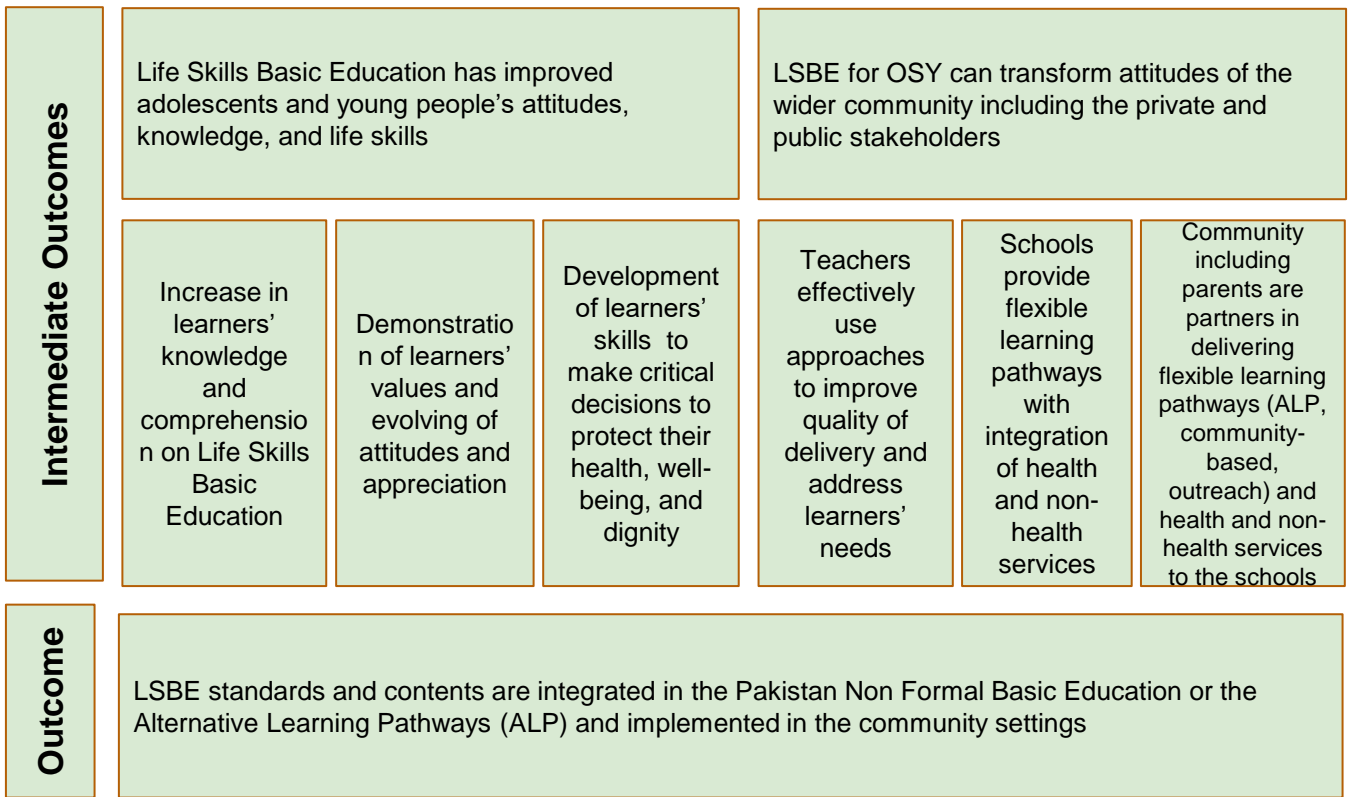 Intermediate Outcomes
Life Skills Basic Education has improved
adolescents and young people's attitudes,
knowledge, and life skills
LSBE for OSY can transform attitudes of the
wider community including the private and
public stakeholders
Increase in
learners'
knowledge
and
comprehensio
n on Life Skills
Basic
Education
Demonstratio
n of learners'
values and
evolving of
attitudes and
appreciation
Development
of learners'
skills to
make critical
decisions to
protect their
health, well-
being, and
dignity
Teachers
effectively
use
approaches
to improve
quality of
delivery and
address
learners'
needs
Schools
provide
flexible
learning
pathways
with
integration
of health
and non-
health
services
Community
including
parents are
partners in
delivering
flexible learning
pathways (ALP,
community-
based,
outreach) and
health and non-
health services
to the schools
Outcome
LSBE standards and contents are integrated in the Pakistan Non Formal Basic Education or the
Alternative Learning Pathways (ALP) and implemented in the community settings